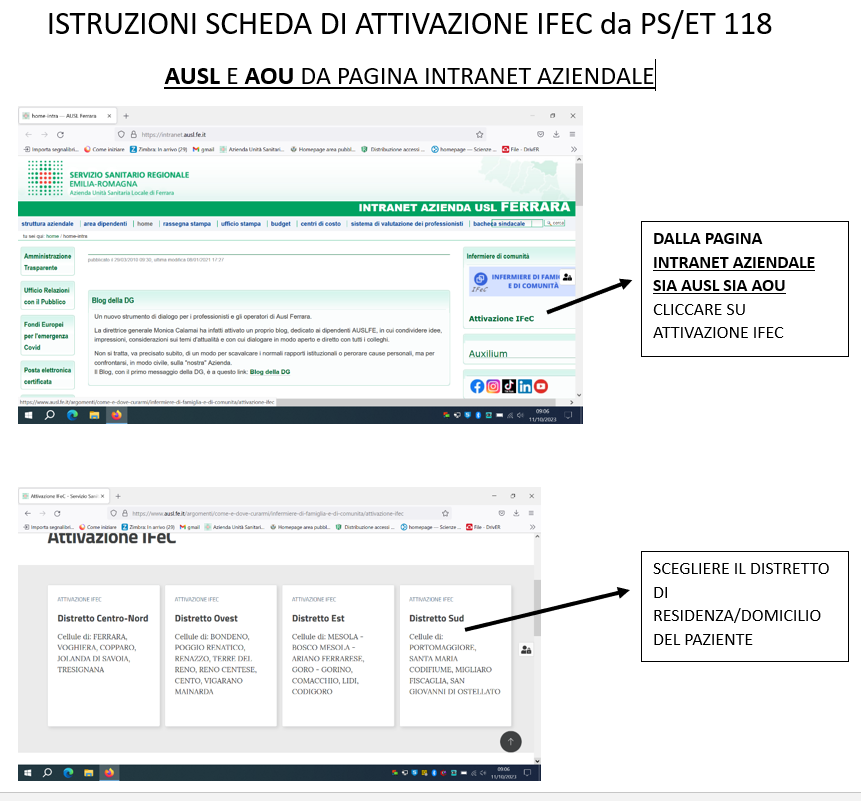 ISTRUZIONI SCHEDA DI ATTIVAZIONE IFEC da PS/ET 118
AUSL E AOU DA PAGINA INTRANET AZIENDALE
home-intra — AUSL Ferrara
https://intranet.ausl.fe.it
Importa segnalibri... Come iniziare Zimbra: In arrivo (29) gmail Azienda Unità Sanitari... Homepage area pubbl... Distribuzione accessi ... homepage — Scienze ... File - DrivER
SERVIZIO SANITARIO REGIONALE
EMILIA-ROMAGNA
Azienda Unità Sanitaria Locale di Ferrara
INTRANET AZIENDA USL FERRARA
struttura aziendale area dipendenti home rassegna stampa ufficio stampa budget centri di costo sistema di valutazione dei professionisti bacheca sindacale cerca
tu sei qui: home / home-intra
Amministrazione
Trasparente
Ufficio Relazioni
con il Pubblico
Fondi Europei
per l'emergenza
Covid
Posta elettronica
certificata
pubblicato il 26/03/2010 00:30, ultima modifica 08/01/2021 17:37
Blog della DG
Un nuovo strumento di dialogo per i professionisti e gli operatori di Ausl Ferrara.
La direttrice generale Monica Calamai ha infatti attivato un proprio blog, dedicato ai dipendenti AUSLFE, in cui condividere idee,
impressioni, considerazioni sui temi d'attualità e con cui dialogare in modo aperto e diretto con tutti i colleghi.
Non si tratta, va precisato subito, di un modo per scavalcare i normali rapporti istituzionali o perorare cause personali, ma per
confrontarsi, in modo civile, sulla "nostra" Azienda.
Il Blog, con il primo messaggio della DG, è a questo link: Blog della DG
Infermiere di comunità
IFeC
INFERMIERE DI FAMIG
E DI COMUNITÀ
Attivazione IFeC
Auxilium
https://www.ausl.fe.it/argomenti/come-e-dove-curarmi/infermiere-di-famiglia-e-di-comunita/attivazione-ifec
09:06
11/10/2023
DALLA PAGINA
INTRANET AZIENDALE
SIA AUSL SIA AOU
CLICCARE SU
ATTIVAZIONE IFEC
Attivazione IFeC - Servizio Sani
https://www.ausl.fe.it/argomenti/come-e-dove-curarmi/infermiere-di-famiglia-e-di-comunita/attivazione-ifec
Importa segnalibri... Come iniziare Zimbra: In arrivo (29) gmail Azienda Unità Sanitari... Homepage area pubbl... Distribuzione accessi ... homepage — Scienze ... File - DrivER
Attivazione IFeC
ATTIVAZIONE IFEC
Distretto Centro-Nord
Cellule di: FERRARA,
VOGHIERA, COPPARO,
JOLANDA DI SAVOIA,
TRESIGNANA
ATTIVAZIONE IFEC
Distretto Ovest
Cellule di: BONDENO,
POGGIO RENATICO,
RENAZZO, TERRE DEL
RENO, RENO CENTESE,
CENTO, VIGARANO
MAINARDA
ATTIVAZIONE IFEC
Distretto Est
Cellule di: MESOLA -
BOSCO MESOLA -
ARIANO FERRARESE,
GORO - GORINO,
COMACCHIO, LIDI,
CODIGORO
ATTIVAZIONE IFEC
Distretto Sud
Cellule di:
PORTOMAGGIORE,
SANTA MARIA
CODIFIUME, MIGLIARO
FISCAGLIA, SAN
GIOVANNI DI OSTELLATO
09:06
11/10/2023
SCEGLIERE IL DISTRETTO
DI
RESIDENZA/DOMICILIO
DEL PAZIENTE